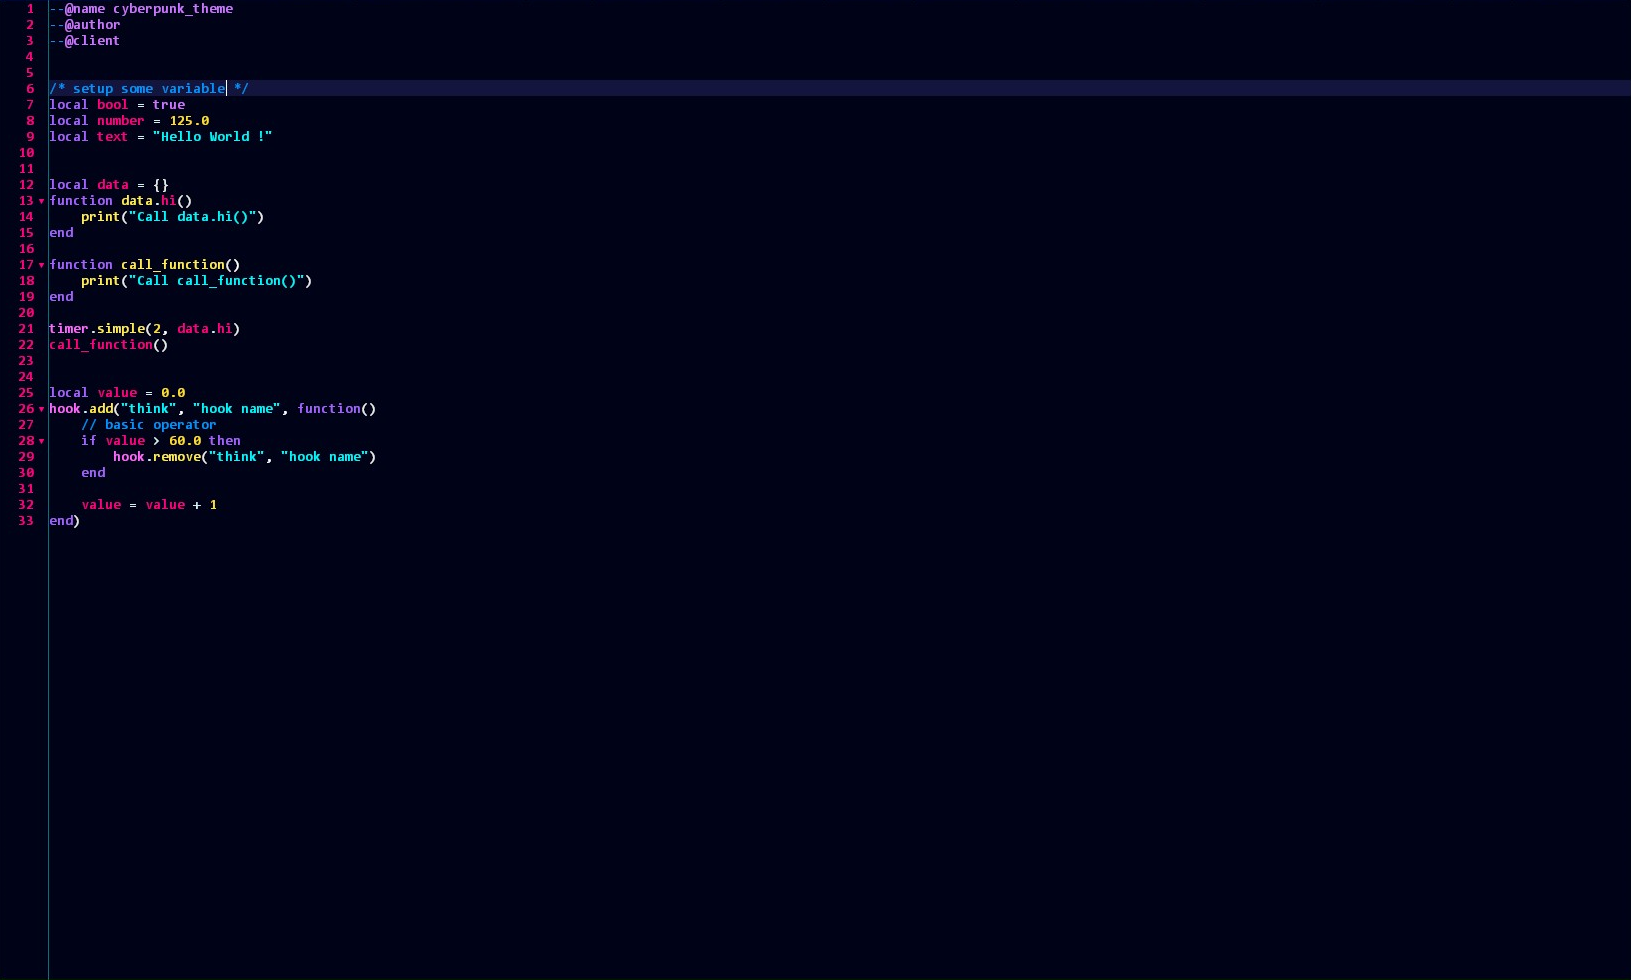 1 --@name cyberpunk_theme
2 --@author
3 --@client
4
5
6 /* setup some variable */
7 local bool = true
8 local number = 125.0
9 local text = "Hello World !"
10
11
12 local data = {}
13 function data.hi()
14     print("Call data.hi()")
15 end
16
17 function call_function()
18     print("Call call_function()")
19 end
20
21 timer.simple(2, data.hi)
22 call_function()
23
24
25 local value = 0.0
26 hook.add("think", "hook name", function()
27     // basic operator
28     if value > 60.0 then
29         hook.remove("think", "hook name")
30     end
31
32     value = value + 1
33 end)